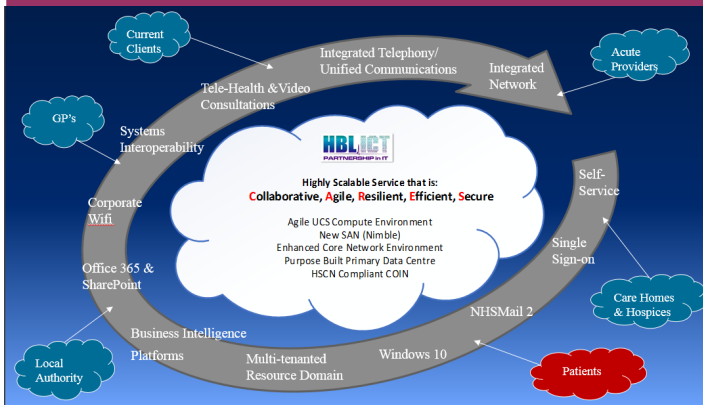 Current
Clients
Integrated Telephony/
Unified Communications
Acute
Providers
Integrated
Network
Tele-Health &Video
Consultations
GP's
Systems
Interoperability
HBLICT
PARTNERSHIP in IT
Highly Scalable Service that is:
Collaborative, Agile, Resilient, Efficient, Secure
Agile UCS Compute Environment
New SAN (Nimble)
Enhanced Core Network Environment
Purpose Built Primary Data Centre
HSCN Compliant COIN
Self-
Service
Corporate
Wifi
Single
Sign-on
Office 365 &
SharePoint
Care Homes
& Hospices
NHSMail 2
Business Intelligence
Platforms
Windows 10
Multi-tenanted
Resource Domain
Local
Authority
Patients